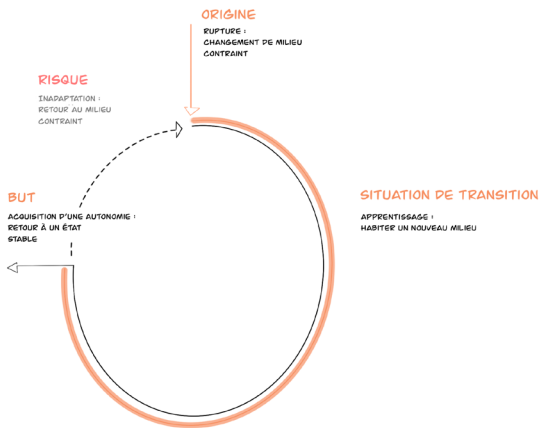 ORIGINE
RUPTURE :
CHANGEMENT DE MILIEU
CONTRAINT
RISQUE
INADAPTATION :
RETOUR AU MILIEU
CONTRAINT
BUT
ACQUISITION D'UNE AUTONOMIE :
RETOUR À UN ÉTAT
STABLE
SITUATION DE TRANSITION
APPRENTISSAGE :
HABITER UN NOUVEAU MILIEU